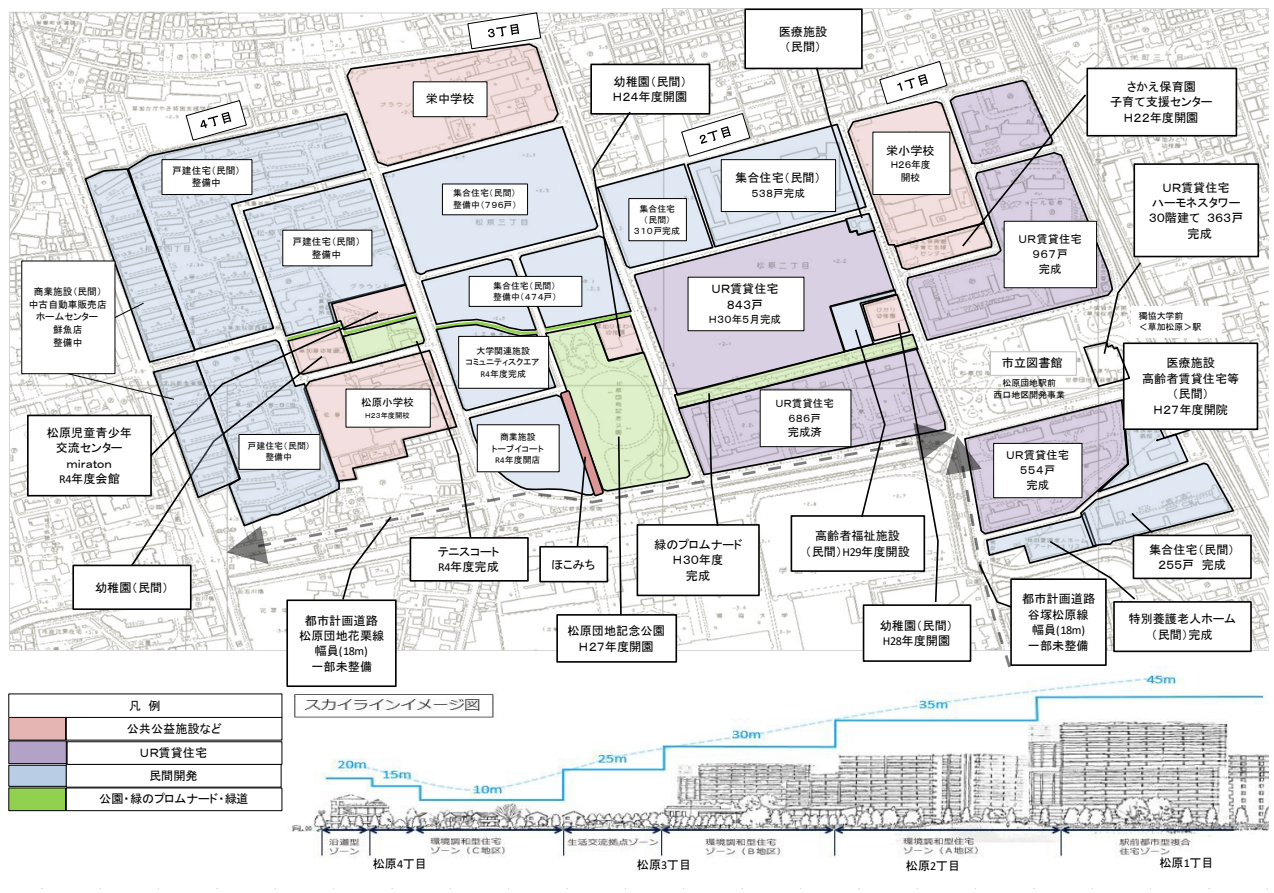 3丁目
医療施設
(民間)
幼稚園(民間)
H24年度開園
1丁目
さかえ保育園
子育て支援センター
H22年度開園
栄中学校
4丁目
2丁目
戸建住宅(民間)
整備中
集合住宅(民間)
538戸完成
栄小学校
H26年度
開校
UR賃貸住宅
ハーモネスタワー
30階建て 363戸
完成
集合住宅(民間)
整備中(796戸)
松原三丁目
集合住宅
(民間)
310戸完成
戸建住宅(民間)
整備中
松原二丁目
UR賃貸住宅
967戸
完成
商業施設(民間)
中古自動車販売店
ホームセンター
鮮魚店
整備中
集合住宅(民間)
整備中(474戸)
UR賃貸住宅
843戸
H30年5月完成
獨協大学前
<草加松原>駅
大学関連施設
コミュニティスクエア
R4年度完成
市立図書館
松原団地駅前
西口地区開発事業
医療施設
高齢者賃貸住宅等
(民間)
H27年度開院
松原小学校
H23年度開校
UR賃貸住宅
686戸
完成済
松原児童青少年
交流センター
miraton
R4年度会館
戸建住宅(民間)
整備中
商業施設
トーブイコート
R4年度開店
UR賃貸住宅
554戸
完成
幼稚園(民間)
テニスコート
R4年度完成
ほこみち
緑のプロムナード
H30年度
完成
高齢者福祉施設
(民間)H29年度開設
集合住宅(民間)
255戸 完成
都市計画道路
松原団地花栗線
幅員(18m)
一部未整備
松原団地記念公園
H27年度開園
幼稚園(民間)
H28年度開園
都市計画道路
谷塚松原線
幅員(18m)
一部未整備
特別養護老人ホーム
(民間)完成
凡 例
公共公益施設など
UR賃貸住宅
民間開発
公園・緑のプロムナード・緑道
スカイラインイメージ図
20m
15m
10m
25m
30m
35m
45m
沿道型
ゾーン
環境調和型住宅
ゾーン(C地区)
生活交流拠点ゾーン
環境調和型住宅
ゾーン(B地区)
環境調和型住宅
ゾーン(A地区)
駅前都市型複合
住宅ゾーン
松原4丁目
松原3丁目
松原2丁目
松原1丁目